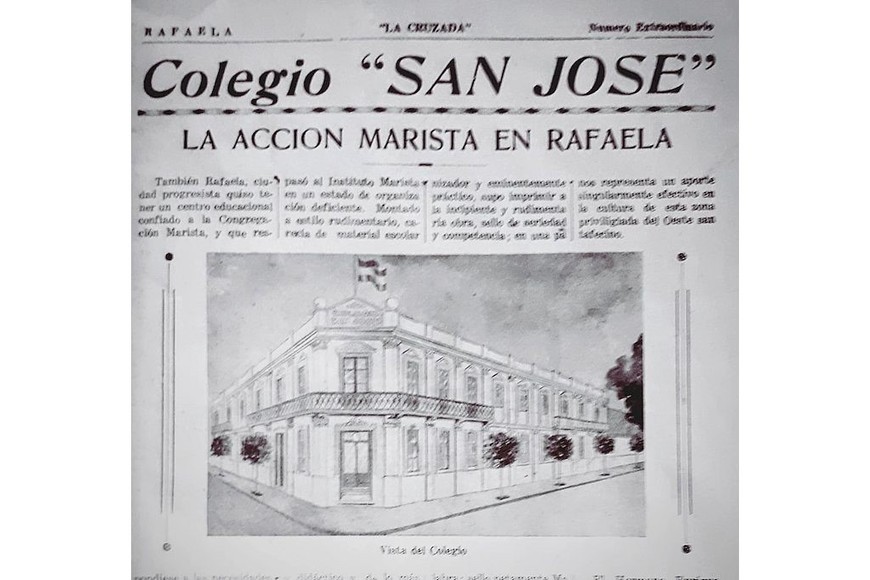 RAFAELA
"LA CRUZADA"
Número Extraordinario
Colegio "SAN JOSE"
LA ACCION MARISTA EN RAFAELA
También Rafaela, ciu-
dad progresista quiso te-
ner un centro educacional
confiado a la Congrega-
ción Marista, y que res-
pasó al Instituto Marista
en un estado de organiza
ción deficiente. Montado
a estilo rudimentario, ca-
recía de material escolar
nizador y eminentemente
práctico, supo imprimir a
la incipiente y rudimenta
ria obra, sello de seriedad
y competencia; en una pa
nos representa un aporte
singularmente efectivo en
la cultura de esta zona
priviligiada del Oeste san
tafecino.
Vista del Colegio